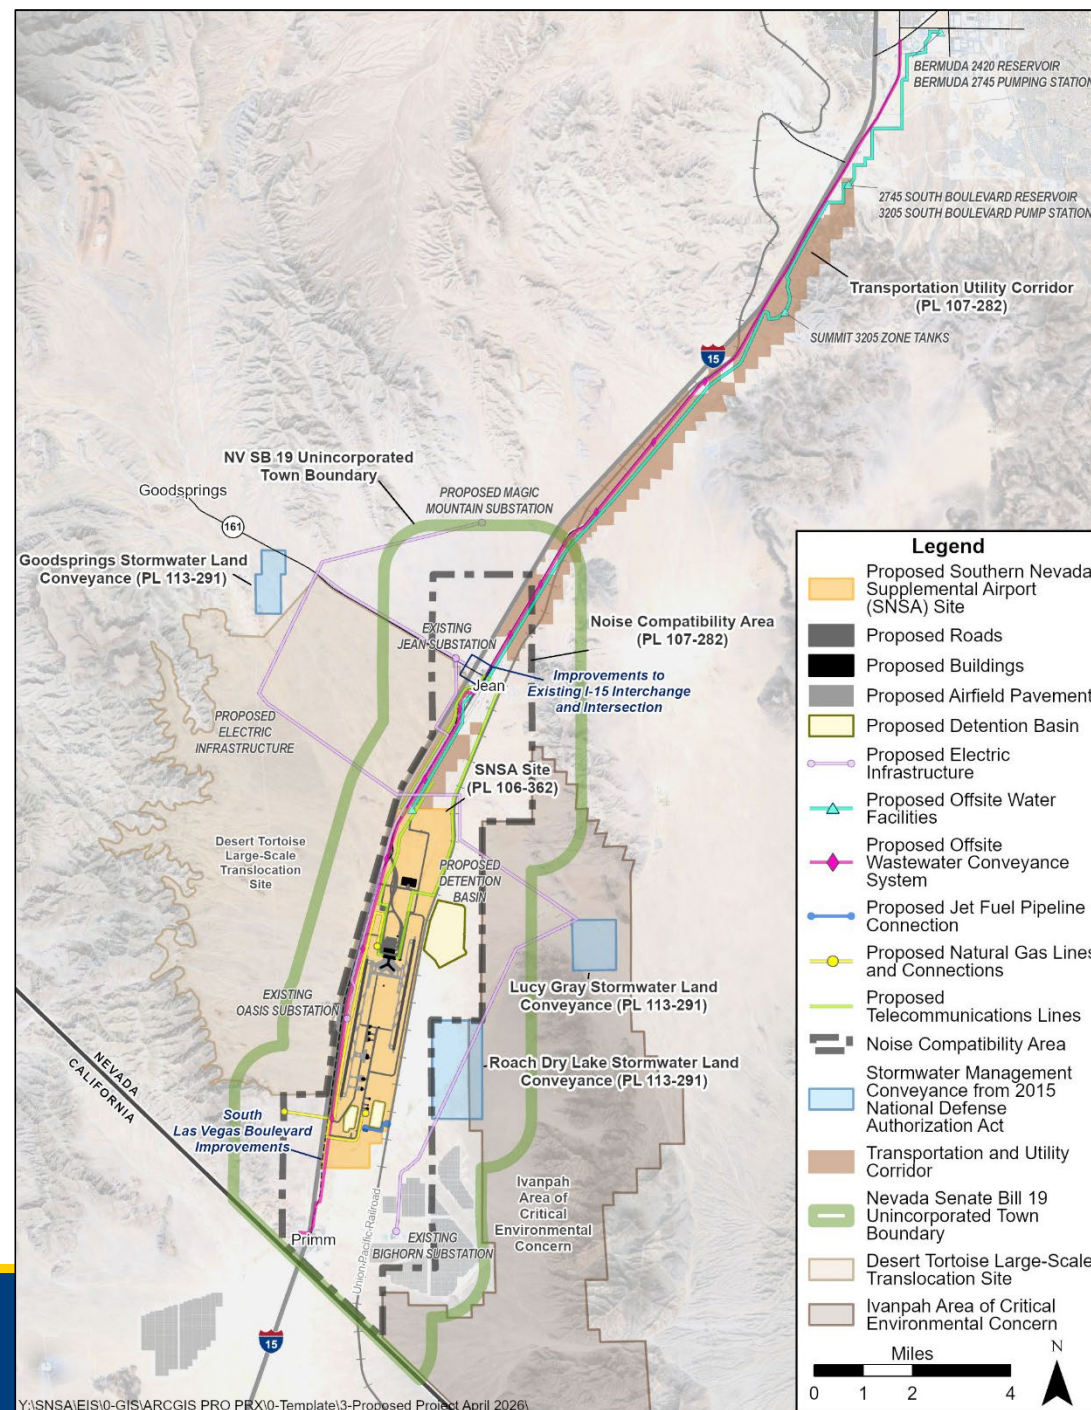 BERMUDA 2420 RESERVOIR
BERMUDA 2745 PUMPING STATION
2745 SOUTH BOULEVARD RESERVOIR
3205 SOUTH BOULEVARD PUMP STATION
Transportation Utility Corridor
(PL 107-282)
SUMMIT 3205 ZONE TANKS
15
NV SB 19 Unincorporated
Town Boundary
Goodsprings
161
PROPOSED MAGIC
MOUNTAIN SUBSTATION
Goodsprings Stormwater Land
Conveyance (PL 113-291)
EXISTING
JEAN SUBSTATION
Noise Compatibility Area
(PL 107-282)
Jean
Improvements to
Existing I-15 Interchange
and Intersection
PROPOSED
ELECTRIC
INFRASTRUCTURE
SNSA Site
(PL 106-362)
Desert Tortoise
Large-Scale
Translocation
Site
PROPOSED
DETENTION
BASIN
EXISTING
OASIS SUBSTATION
Lucy Gray Stormwater Land
Conveyance (PL 113-291)
Roach Dry Lake Stormwater Land
Conveyance (PL 113-291)
NEVADA
CALIFORNIA
South
Las Vegas Boulevard
Improvements
Ivanpah
Area of
Critical
Environmental
Concern
Primm
Union Pacific Railroad
EXISTING
BIGHORN SUBSTATION
15
Legend
Proposed Southern Nevada
Supplemental Airport
(SNSA) Site
Proposed Roads
Proposed Buildings
Proposed Airfield Pavement
Proposed Detention Basin
Proposed Electric
Infrastructure
Proposed Offsite Water
Facilities
Proposed Offsite
Wastewater Conveyance
System
Proposed Jet Fuel Pipeline
Connection
Proposed Natural Gas Lines
and Connections
Proposed
Telecommunications Lines
Noise Compatibility Area
Stormwater Management
Conveyance from 2015
National Defense
Authorization Act
Transportation and Utility
Corridor
Nevada Senate Bill 19
Unincorporated Town
Boundary
Desert Tortoise Large-Scale
Translocation Site
Ivanpah Area of Critical
Environmental Concern
Miles
0 1 2 4
N
Y:\SNSA\EIS\0-GIS\ARCGIS PRO PRX\0-Template\3-Proposed Project April 2026\